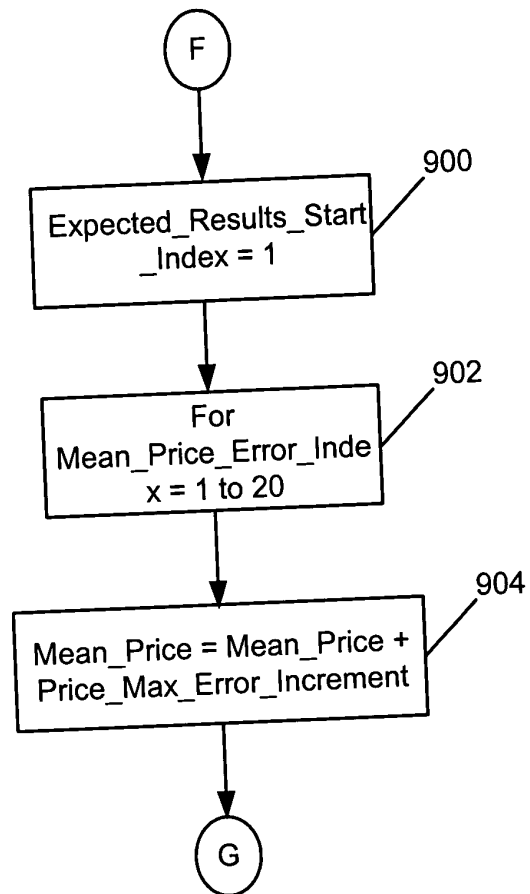 F
900
Expected_Results_Start
_Index = 1
902
For
Mean_Price_Error_Inde
x = 1 to 20
904
Mean_Price = Mean_Price +
Price_Max_Error_Increment
G